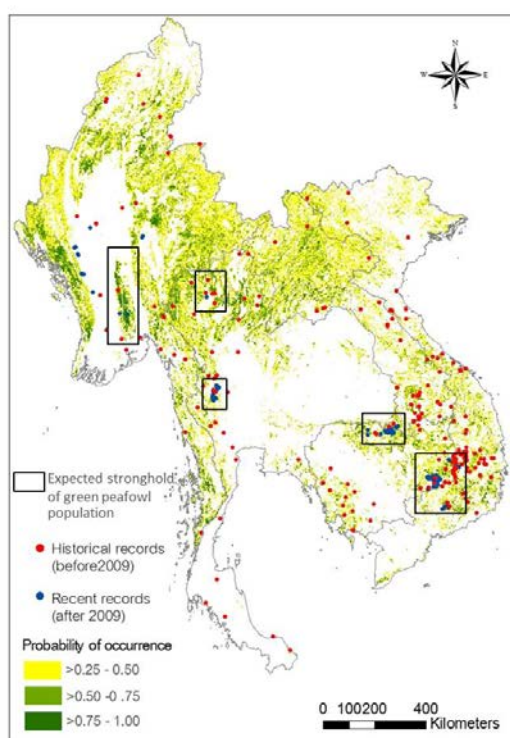 N
W E
S
Expected stronghold
of green peafowl
population
Historical records
(before2009)
Recent records
(after 2009)
Probability of occurrence
>0.25 - 0.50
>0.50 -0 .75
>0.75 - 1.00
0 100200 400
Kilometers